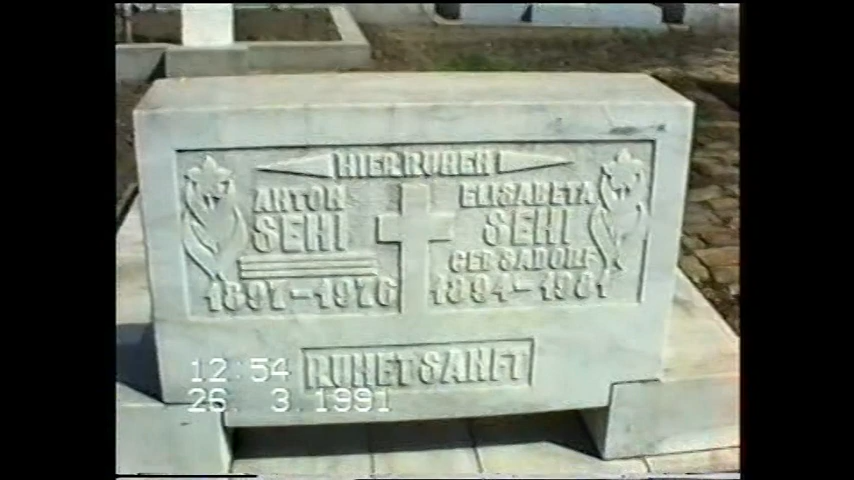 HIER RUHEN
ANTON
SEHI
1897-1976
ELISABETA
SEHI
GEB SADORF
1894-1981
RUHET SANFT
12:54
26. 3.1991